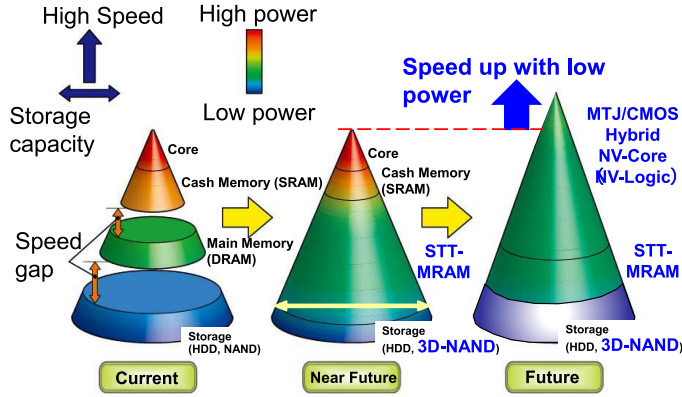 High Speed
High power
Storage
capacity
Low power
Speed up with low
power
MTJ/CMOS
Hybrid
NV-Core
(NV-Logic)
Core
Cash Memory (SRAM)
Core
Cash Memory
(SRAM)
Speed
gap
Main Memory
(DRAM)
STT-
MRAM
STT-
MRAM
Storage
(HDD, NAND)
Storage
(HDD, 3D-NAND)
Storage
(HDD, 3D-NAND)
Current
Near Future
Future